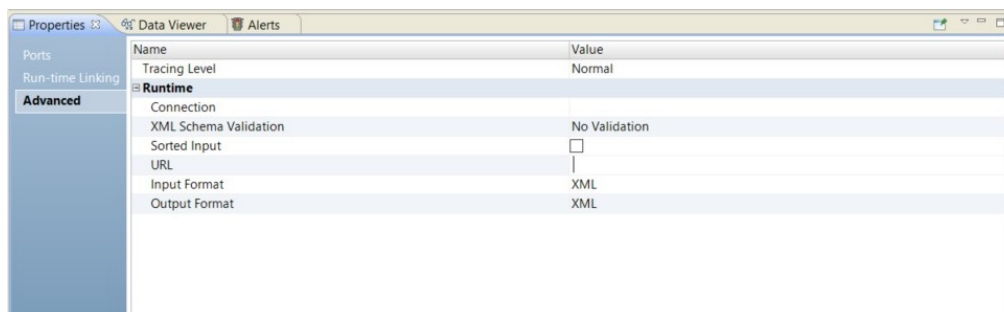 Properties Data Viewer Alerts
Ports
Run-time Linking
Advanced
Name Value
Tracing Level Normal
Runtime
Connection
XML Schema Validation No Validation
Sorted Input
URL
Input Format XML
Output Format XML